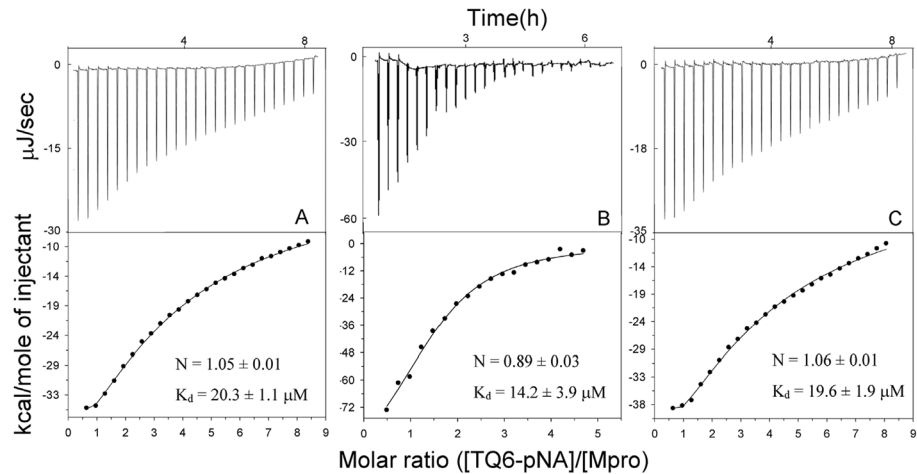 Time(h)
4 8 3 6 4 8
0
-15
-30
0
-30
-60
0
-18
-35
µJ/sec
A B C
kcal/mole of injectant
-10
-14
-19
-24
-29
-33
0
-12
-24
-36
-48
-60
-72
-10
-14
-19
-24
-29
-33
-38
N = 1.05 ± 0.01
Kd = 20.3 ± 1.1 µM
N = 0.89 ± 0.03
Kd = 14.2 ± 3.9 µM
N = 1.06 ± 0.01
Kd = 19.6 ± 1.9 µM
0 1 2 3 4 5 6 7 8 9 0 1 2 3 4 5 0 1 2 3 4 5 6 7 8 9
Molar ratio ([TQ6-pNA]/[Mpro)